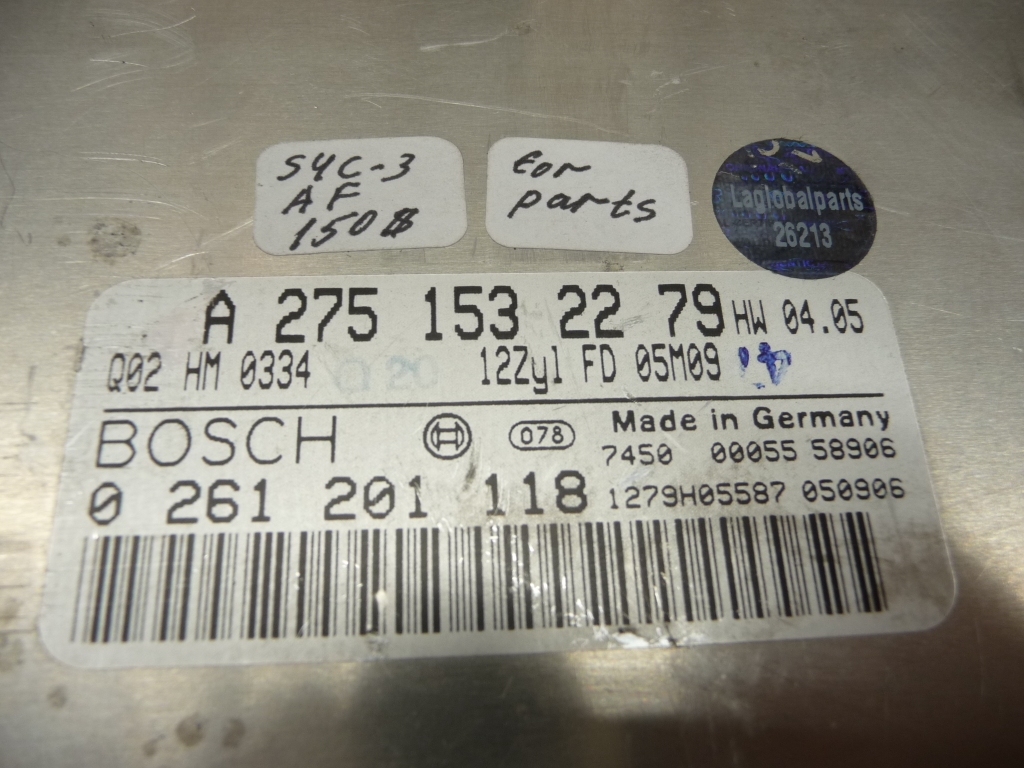 S4C-3
AF
150$
For
parts
Laglobalparts
26213
A 275 153 22 79 HW 04.05
Q02 HM 0334 12Zyl FD 05M09
BOSCH 078 Made in Germany
7450 00055 58906
0 261 201 118 1279H05587 050906